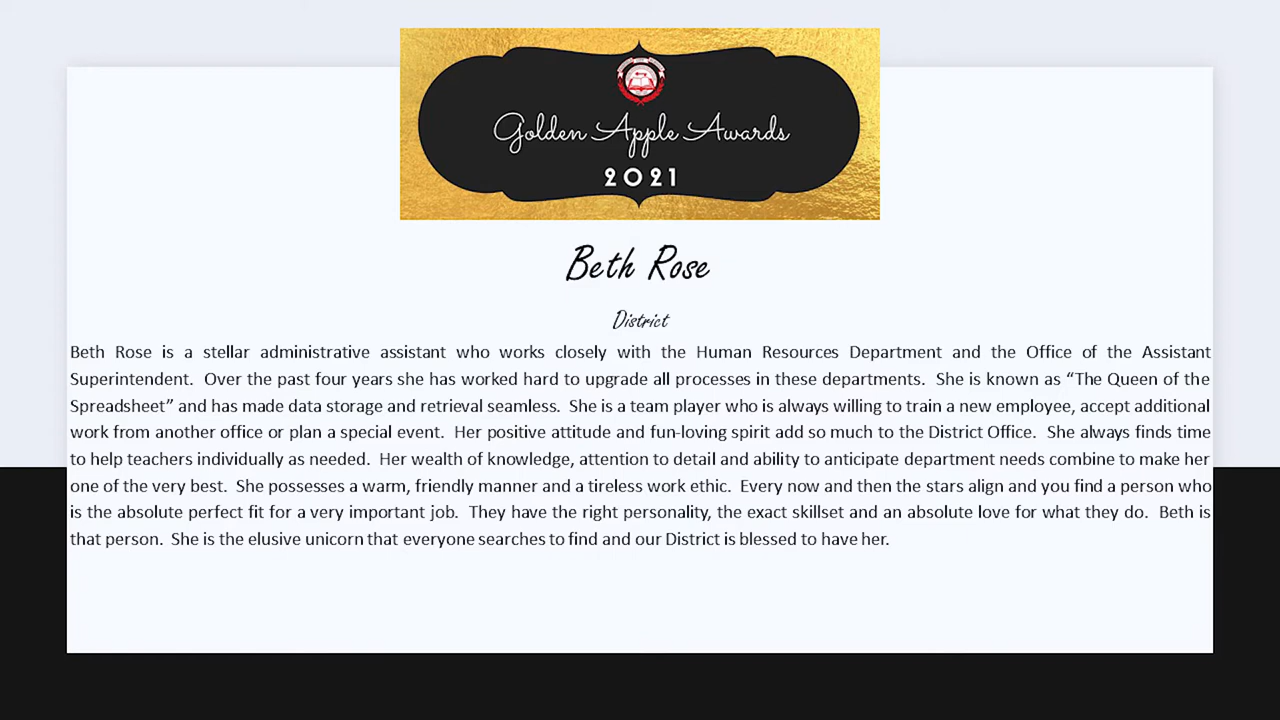 Golden Apple Awards
2021
Beth Rose
District
Beth Rose is a stellar administrative assistant who works closely with the Human Resources Department and the Office of the Assistant
Superintendent. Over the past four years she has worked hard to upgrade all processes in these departments. She is known as “The Queen of the
Spreadsheet” and has made data storage and retrieval seamless. She is a team player who is always willing to train a new employee, accept additional
work from another office or plan a special event. Her positive attitude and fun-loving spirit add so much to the District Office. She always finds time
to help teachers individually as needed. Her wealth of knowledge, attention to detail and ability to anticipate department needs combine to make her
one of the very best. She possesses a warm, friendly manner and a tireless work ethic. Every now and then the stars align and you find a person who
is the absolute perfect fit for a very important job. They have the right personality, the exact skillset and an absolute love for what they do. Beth is
that person. She is the elusive unicorn that everyone searches to find and our District is blessed to have her.